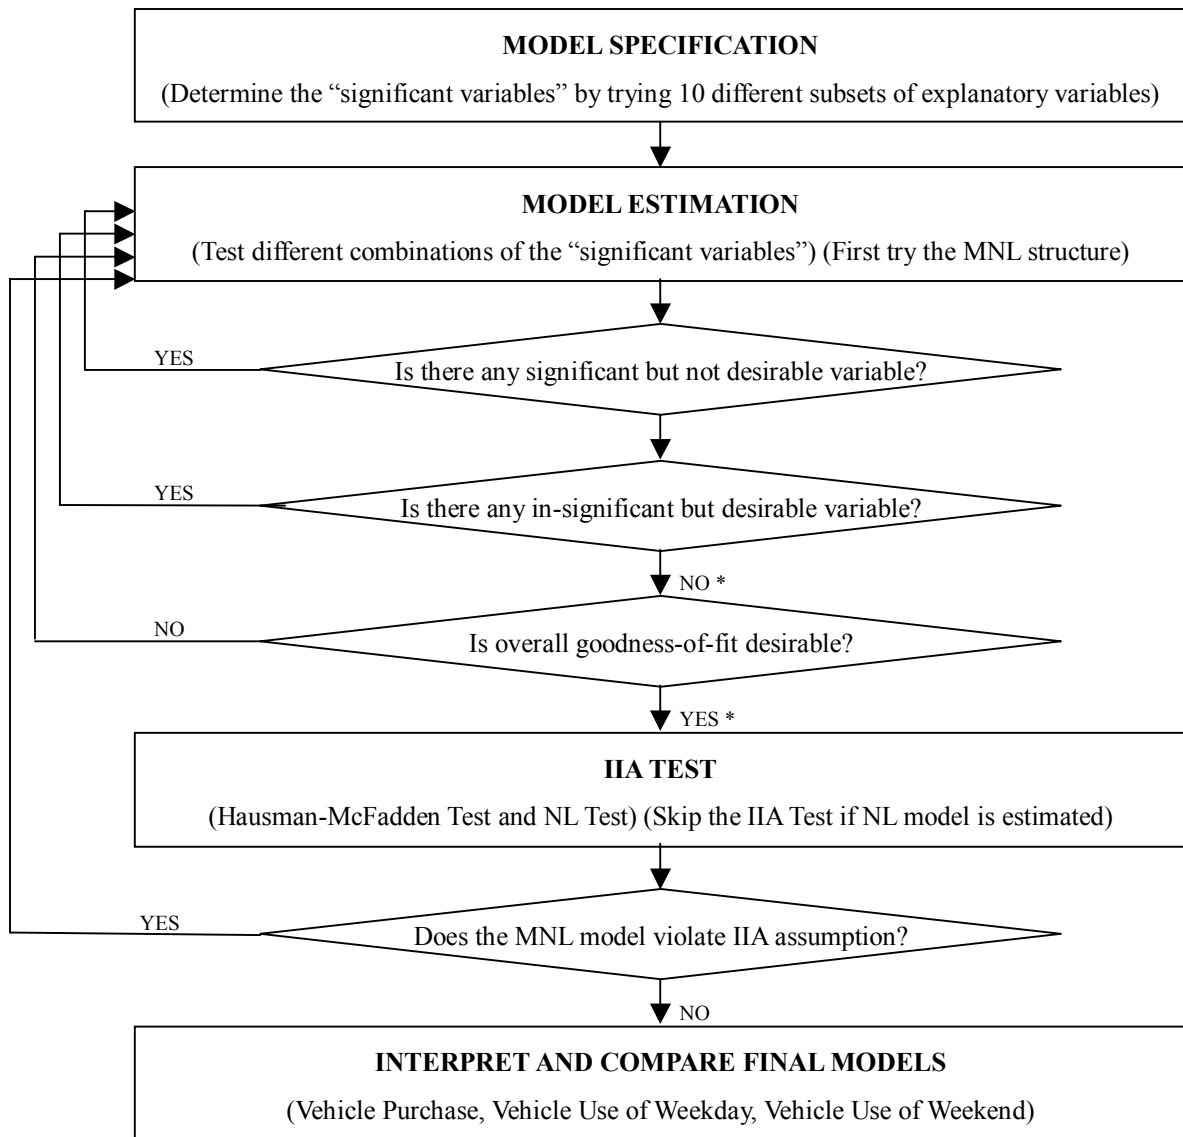 MODEL SPECIFICATION
(Determine the “significant variables” by trying 10 different subsets of explanatory variables)
MODEL ESTIMATION
(Test different combinations of the “significant variables”) (First try the MNL structure)
YES
Is there any significant but not desirable variable?
YES
Is there any in-significant but desirable variable?
NO *
NO
Is overall goodness-of-fit desirable?
YES *
IIA TEST
(Hausman-McFadden Test and NL Test) (Skip the IIA Test if NL model is estimated)
YES
Does the MNL model violate IIA assumption?
NO
INTERPRET AND COMPARE FINAL MODELS
(Vehicle Purchase, Vehicle Use of Weekday, Vehicle Use of Weekend)